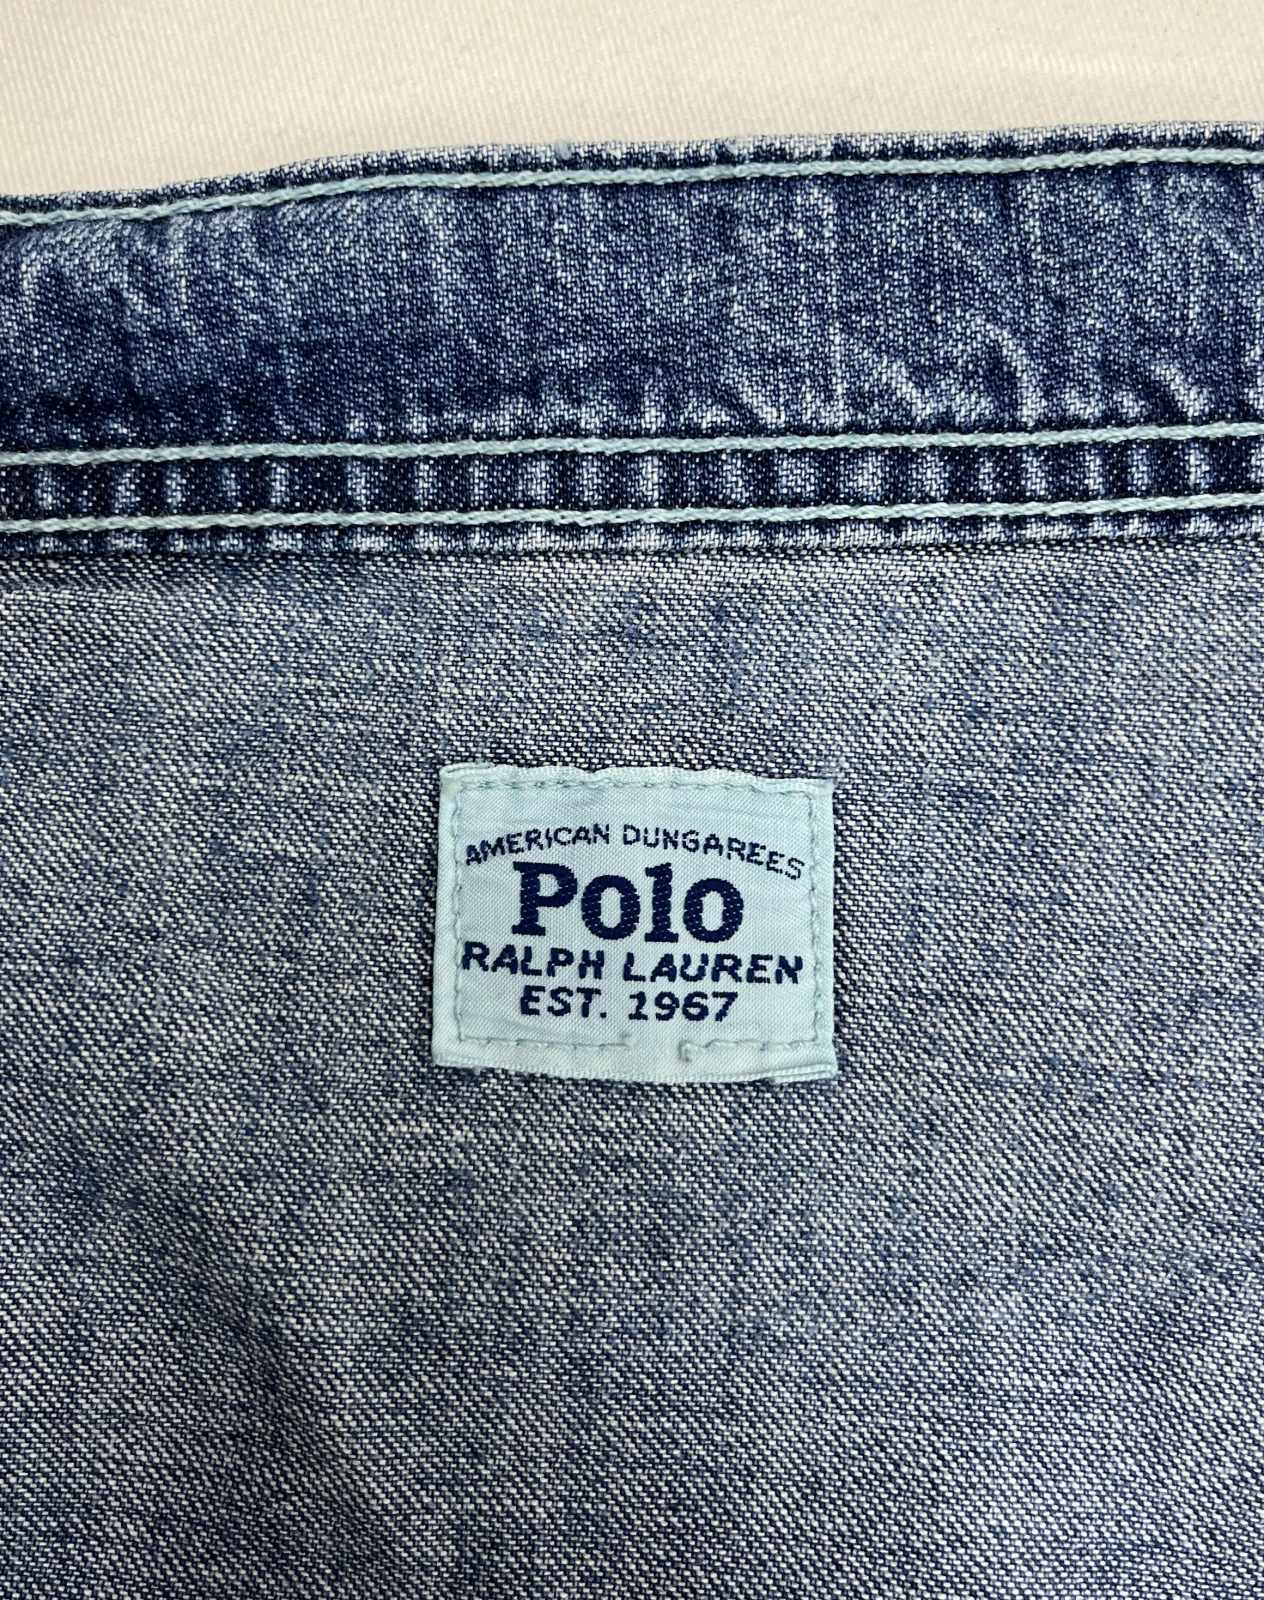 AMERICAN DUNGAREES
Polo
RALPH LAUREN
EST. 1967